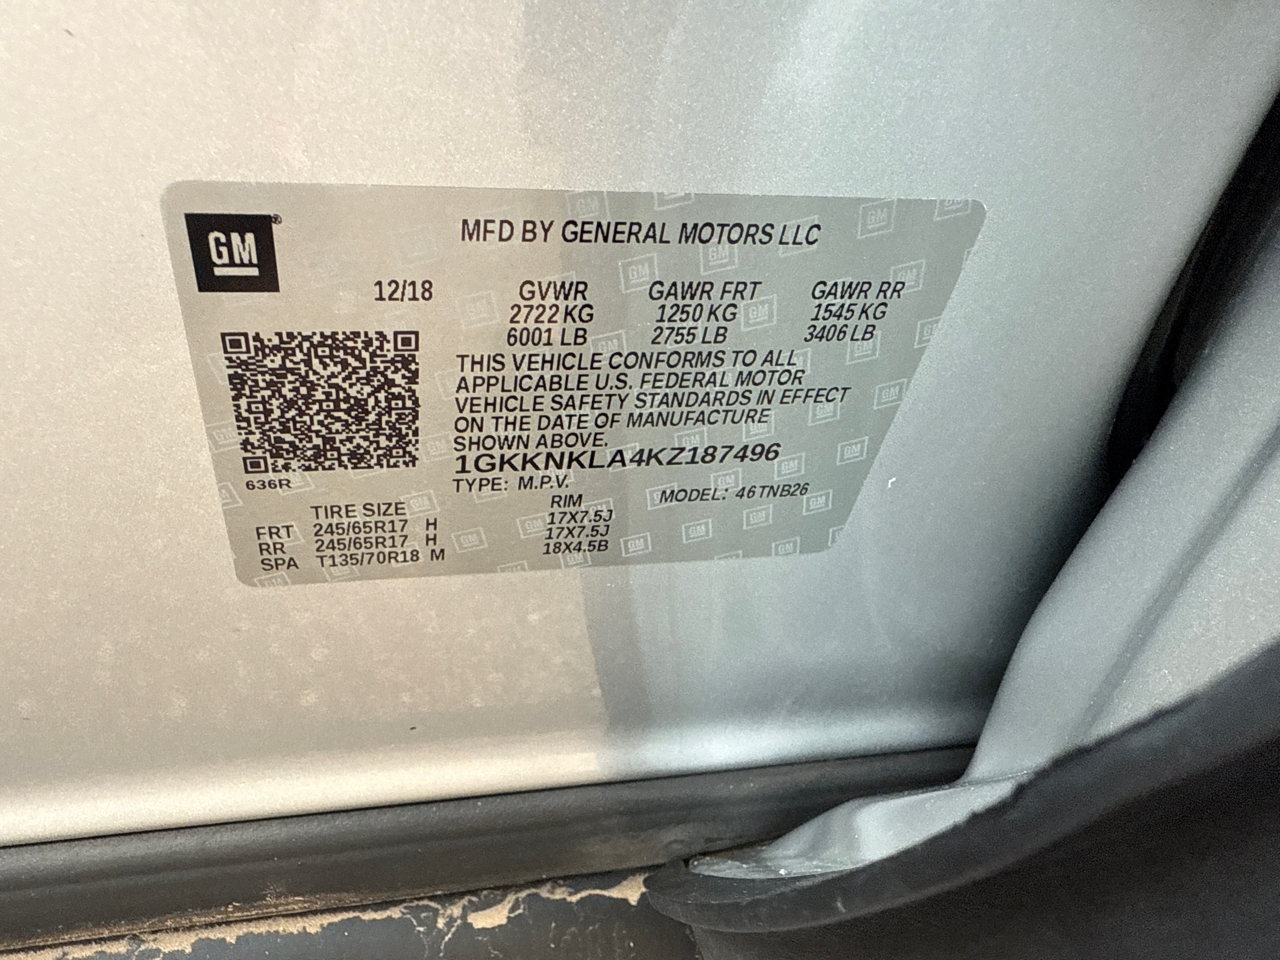 GM ®
MFD BY GENERAL MOTORS LLC
12/18 GVWR GAWR FRT GAWR RR
2722 KG 1250 KG 1545 KG
6001 LB 2755 LB 3406 LB
THIS VEHICLE CONFORMS TO ALL
APPLICABLE U.S. FEDERAL MOTOR
VEHICLE SAFETY STANDARDS IN EFFECT
ON THE DATE OF MANUFACTURE
SHOWN ABOVE.
1GKKNKLA4KZ187496
636R
TYPE: M.P.V. MODEL: 46TNB26
TIRE SIZE RIM
FRT 245/65R17 H 17X7.5J
RR 245/65R17 H 17X7.5J
SPA T135/70R18 M 18X4.5B